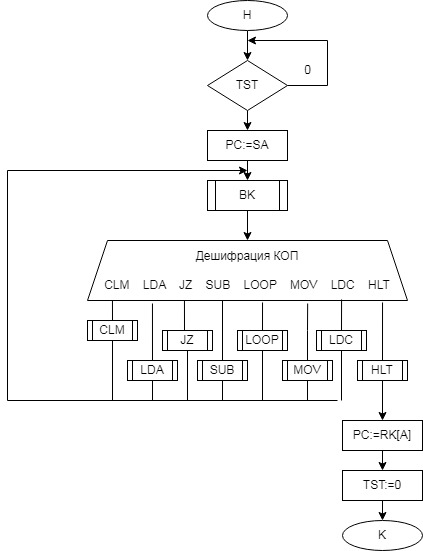 Н
0
TST
PC:=SA
ВК
Дешифрация КОП
CLM LDA JZ SUB LOOP MOV LDC HLT
CLM
JZ LOOP LDC
LDA SUB MOV HLT
PC:=RK[A]
TST:=0
К